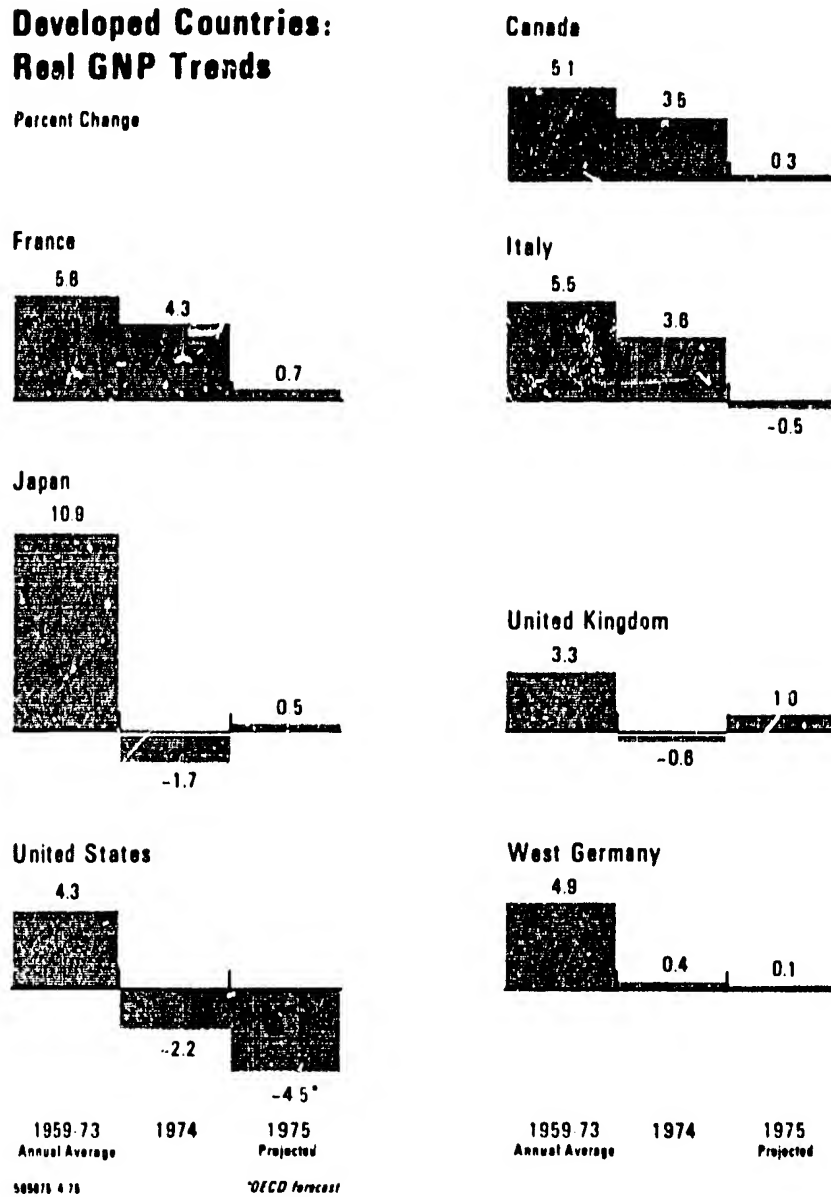 Developed Countries:
Real GNP Trends
Percent Change
Canada
5.1
3.5
0.3
France
5.8
4.3
0.7
Italy
5.5
3.6
-0.5
Japan
10.9
-1.7
0.5
United Kingdom
3.3
1.0
United States
4.3
-2.2
-4.5*
West Germany
4.9
0.4
0.1
1959-73 1974 1975
Annual Average Projected
1959-73 1974 1975
Annual Average Projected
*OECD forecast